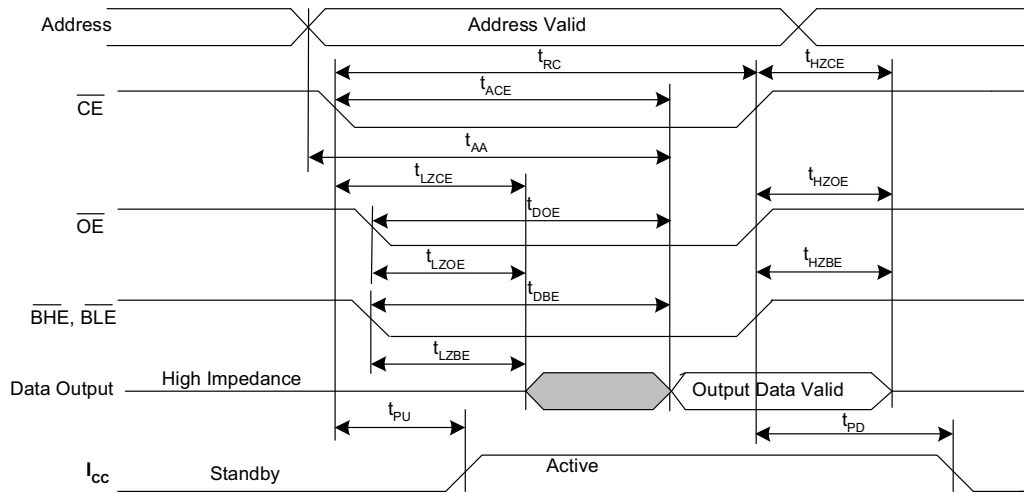 Address
Address Valid
tRC
tHZCE
tACE
CE
tAA
tLZCE
tHZOE
tDOE
OE
tLZOE
tHZBE
tDBE
BHE, BLE
tLZBE
High Impedance
Data Output
Output Data Valid
tPU
tPD
ICC
Standby
Active